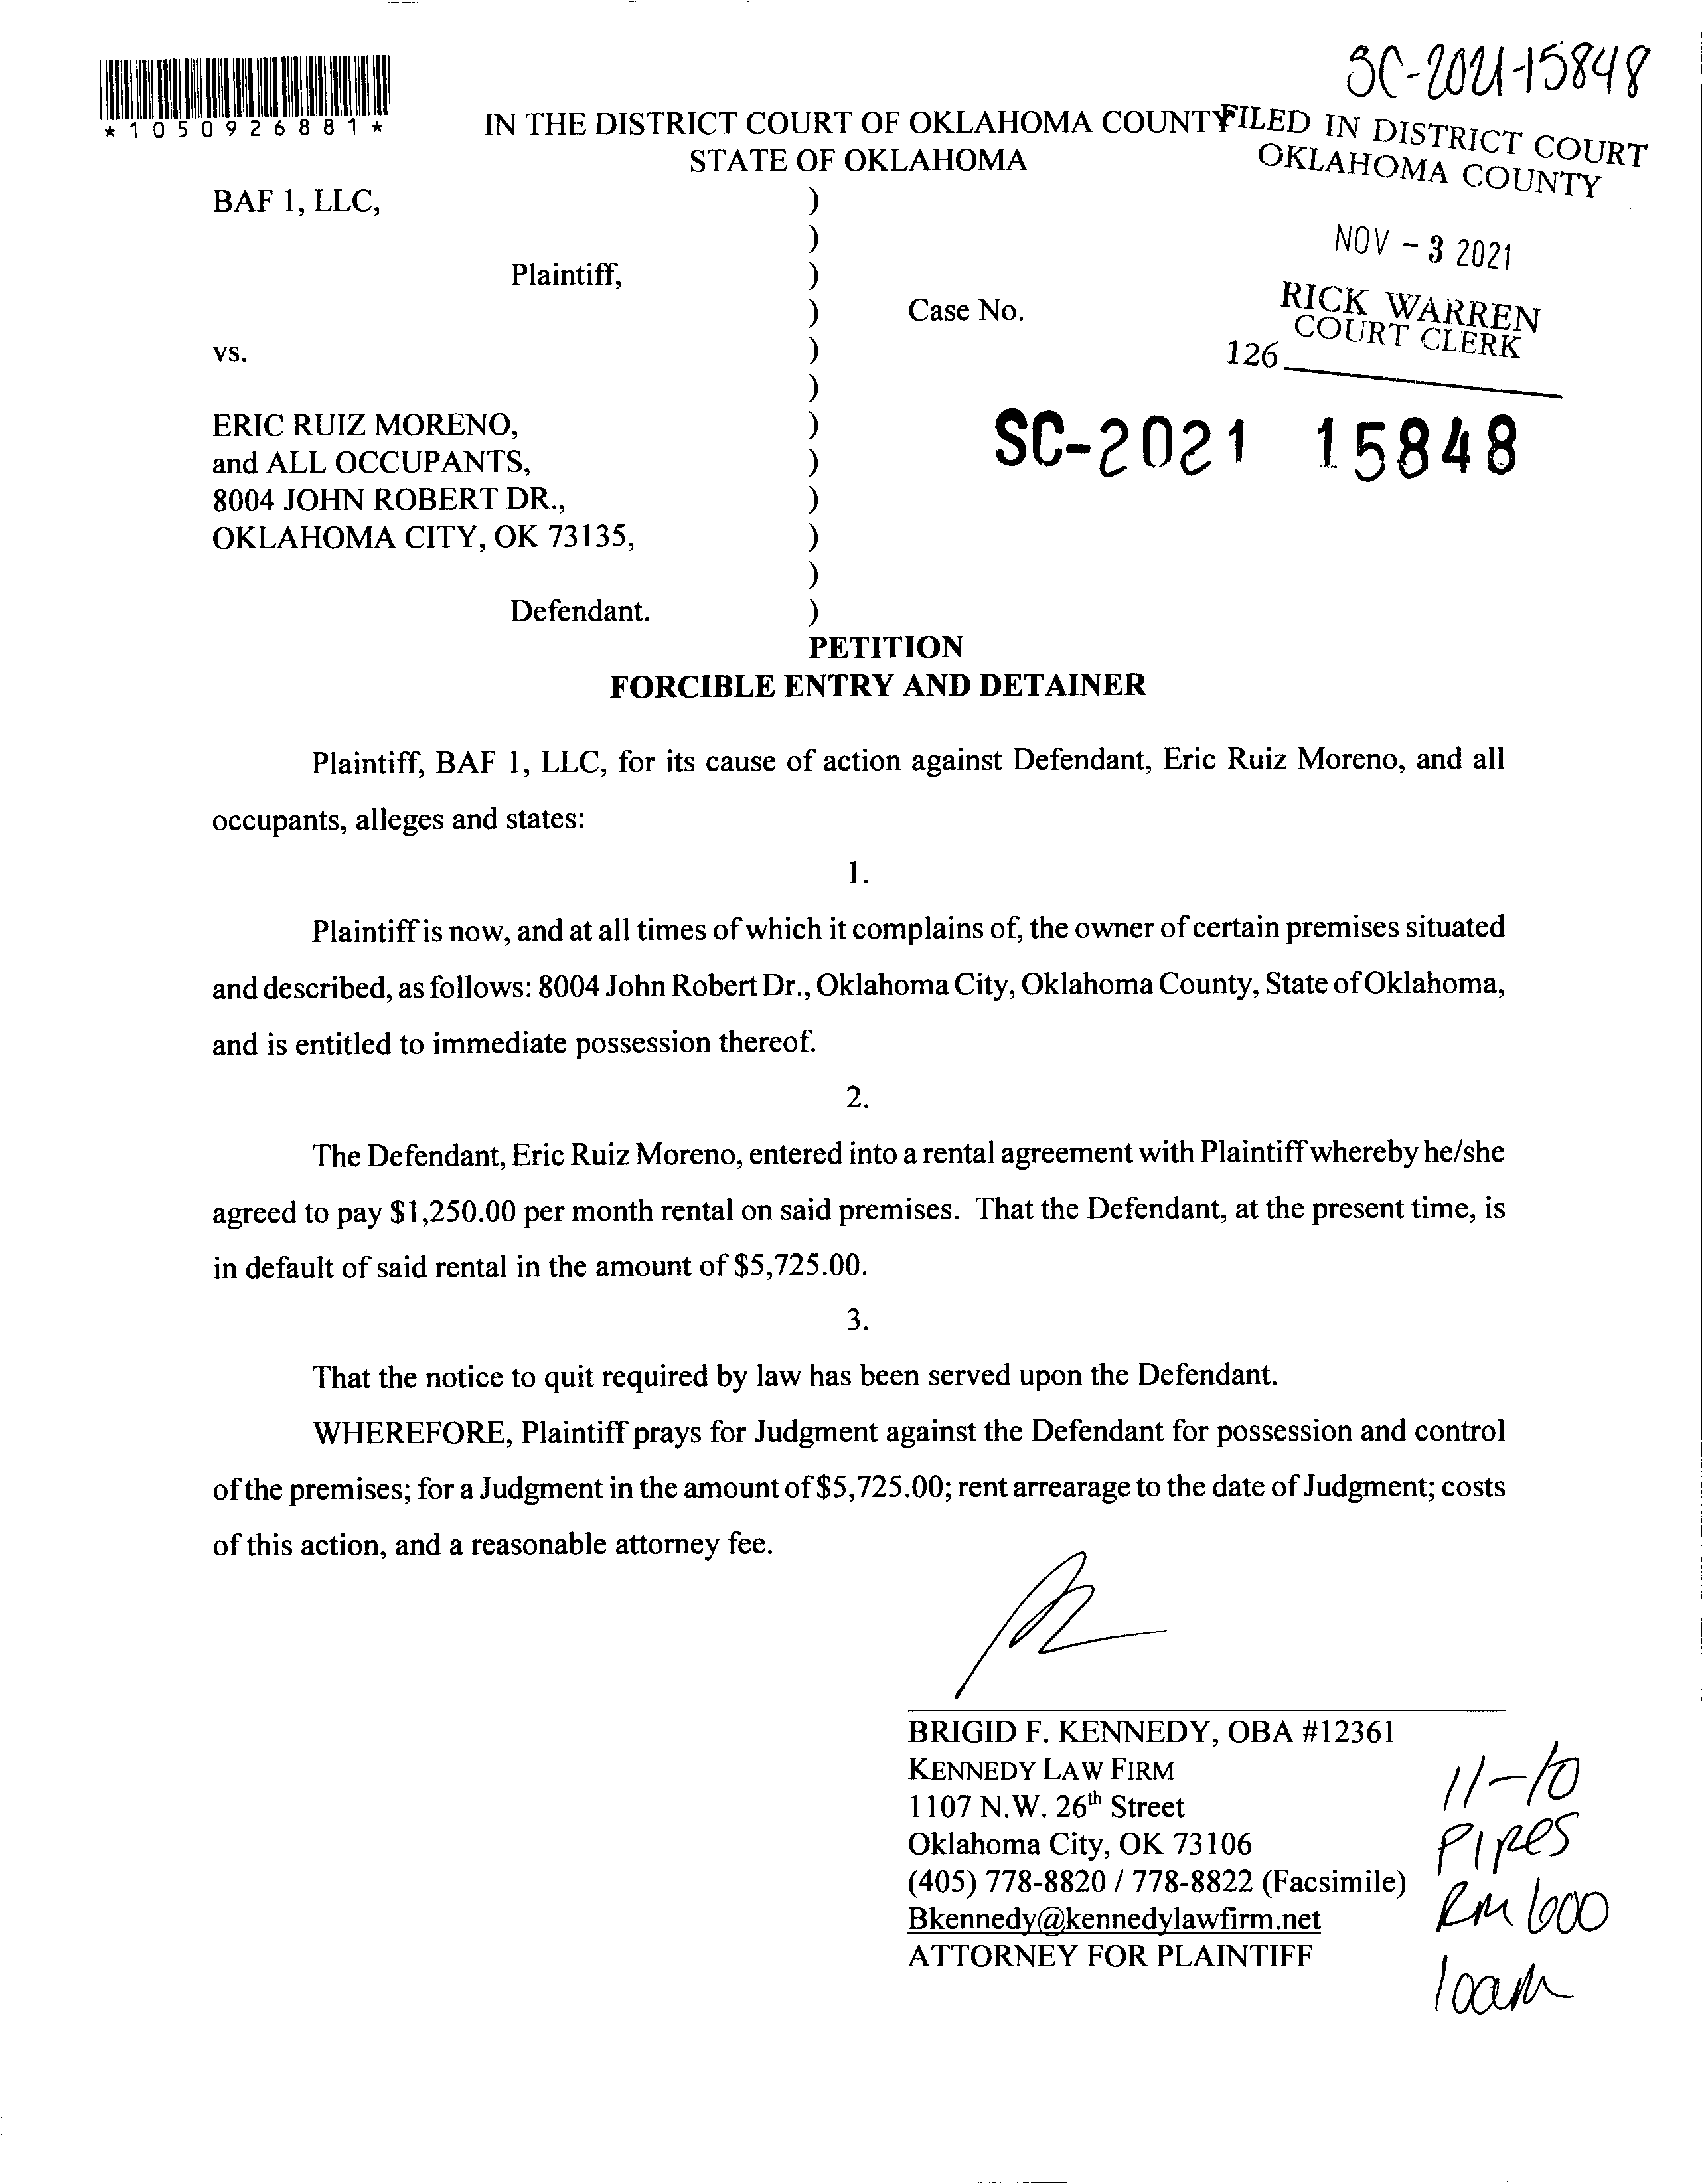 SC-2021-15848
*1050926881*
IN THE DISTRICT COURT OF OKLAHOMA COUNTY
STATE OF OKLAHOMA
FILED IN DISTRICT COURT
OKLAHOMA COUNTY
NOV - 3 2021
RICK WARREN
COURT CLERK
126
BAF 1, LLC, )
)
Plaintiff, )
) Case No.
vs. )
)
ERIC RUIZ MORENO, )
and ALL OCCUPANTS, )
8004 JOHN ROBERT DR., )
OKLAHOMA CITY, OK 73135, )
)
Defendant. )
SC-2021 15848
PETITION
FORCIBLE ENTRY AND DETAINER
Plaintiff, BAF 1, LLC, for its cause of action against Defendant, Eric Ruiz Moreno, and all
occupants, alleges and states:
1.
Plaintiff is now, and at all times of which it complains of, the owner of certain premises situated
and described, as follows: 8004 John Robert Dr., Oklahoma City, Oklahoma County, State of Oklahoma,
and is entitled to immediate possession thereof.
2.
The Defendant, Eric Ruiz Moreno, entered into a rental agreement with Plaintiff whereby he/she
agreed to pay $1,250.00 per month rental on said premises. That the Defendant, at the present time, is
in default of said rental in the amount of $5,725.00.
3.
That the notice to quit required by law has been served upon the Defendant.
WHEREFORE, Plaintiff prays for Judgment against the Defendant for possession and control
of the premises; for a Judgment in the amount of $5,725.00; rent arrearage to the date of Judgment; costs
of this action, and a reasonable attorney fee.
BRIGID F. KENNEDY, OBA #12361
KENNEDY LAW FIRM
1107 N.W. 26th Street
Oklahoma City, OK 73106
(405) 778-8820 / 778-8822 (Facsimile)
Bkennedy@kennedylawfirm.net
ATTORNEY FOR PLAINTIFF
11-10
Pipes
RM 600
10am